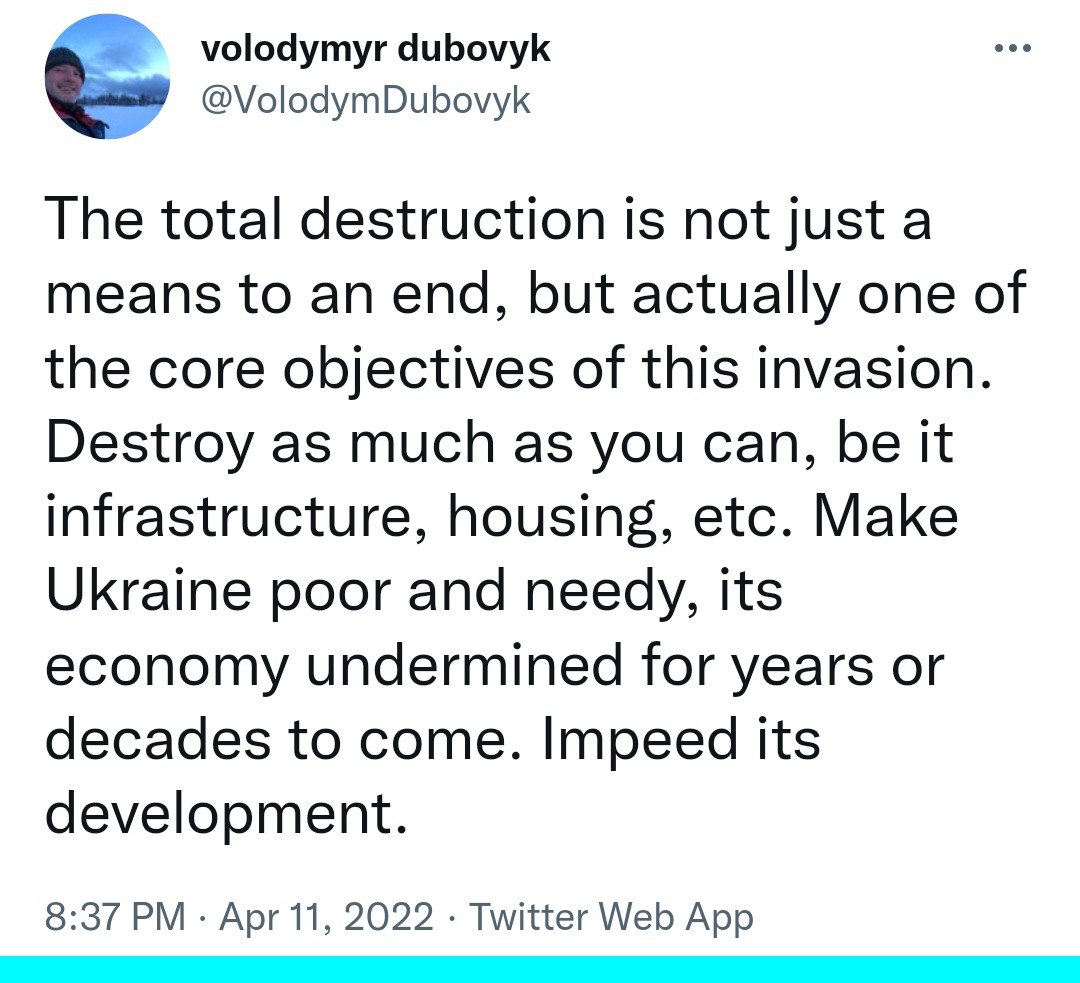 volodymyr dubovyk
@VolodymDubovyk
The total destruction is not just a
means to an end, but actually one of
the core objectives of this invasion.
Destroy as much as you can, be it
infrastructure, housing, etc. Make
Ukraine poor and needy, its
economy undermined for years or
decades to come. Impeed its
development.
8:37 PM · Apr 11, 2022 · Twitter Web App